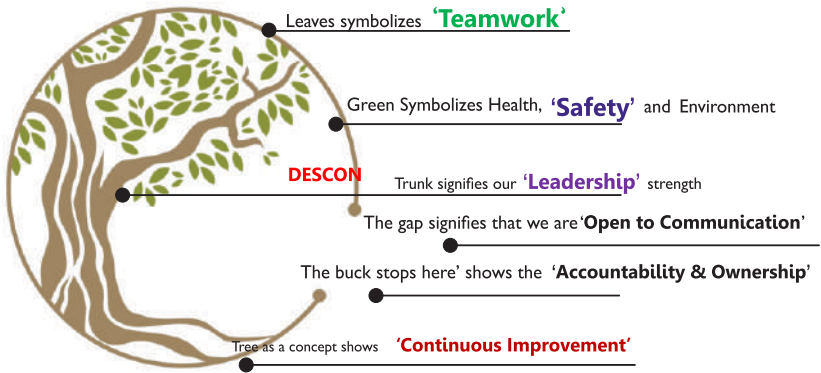 Leaves symbolizes ‘Teamwork’
Green Symbolizes Health, ‘Safety’ and Environment
DESCON
Trunk signifies our ‘Leadership’ strength
The gap signifies that we are ‘Open to Communication’
The buck stops here’ shows the ‘Accountability & Ownership’
Tree as a concept shows ‘Continuous Improvement’